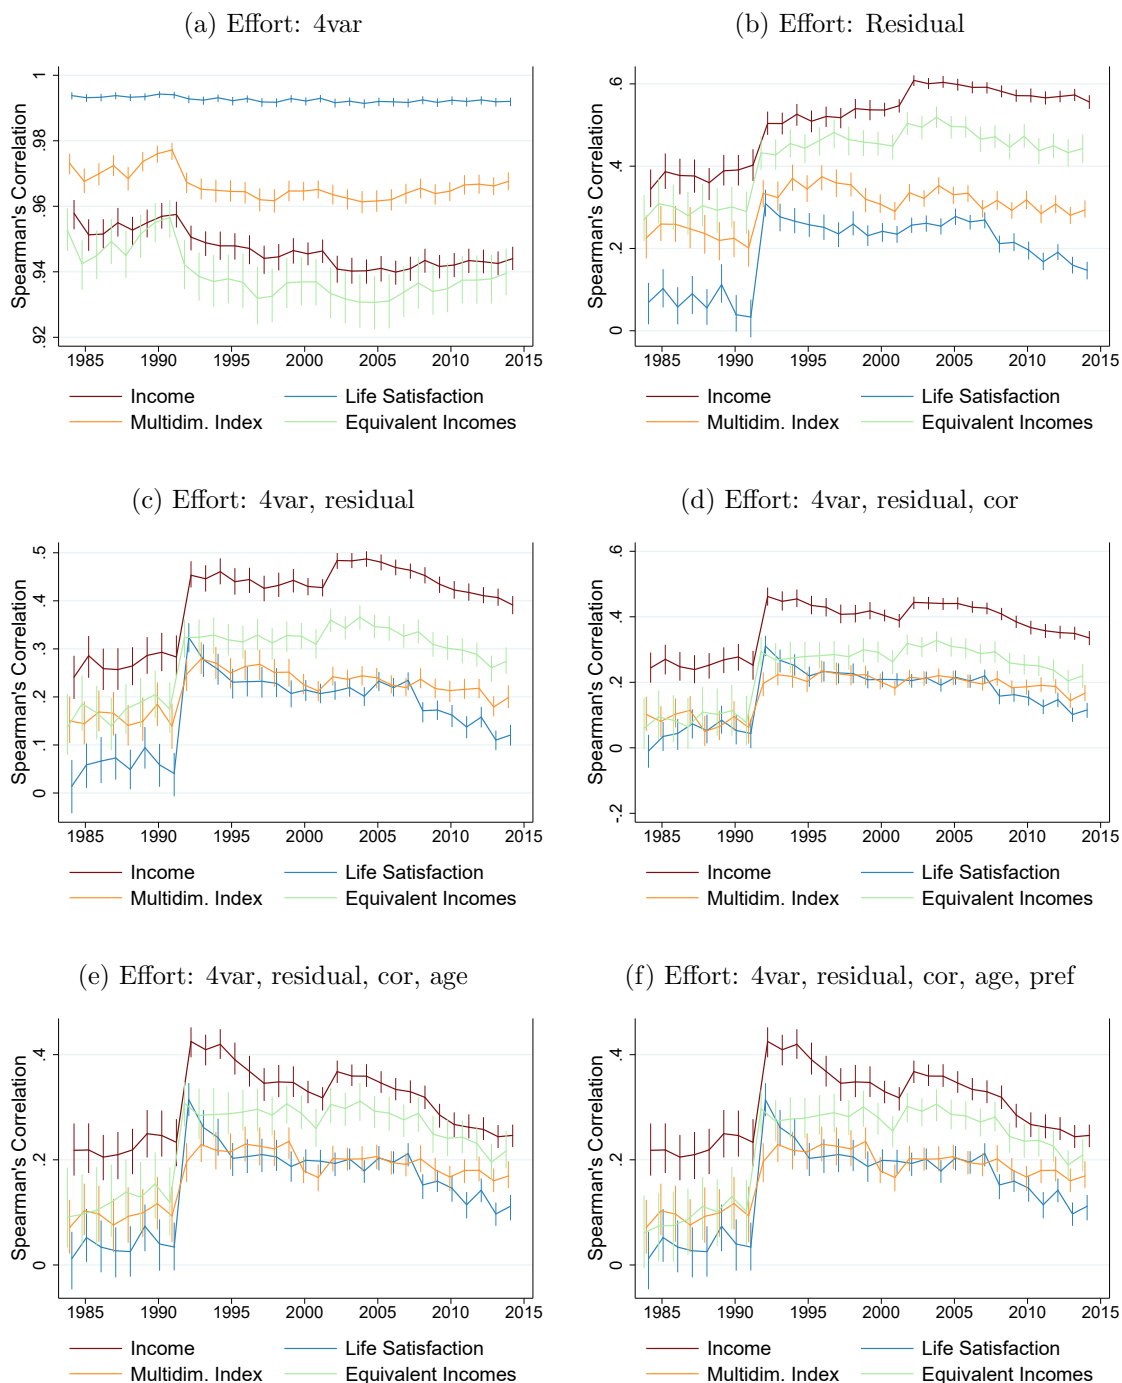 (a) Effort: 4var
Spearman's Correlation
1
.98
.96
.94
.92
1985 1990 1995 2000 2005 2010 2015
Income Life Satisfaction
Multidim. Index Equivalent Incomes
(b) Effort: Residual
Spearman's Correlation
.6
.4
.2
0
1985 1990 1995 2000 2005 2010 2015
Income Life Satisfaction
Multidim. Index Equivalent Incomes
(c) Effort: 4var, residual
Spearman's Correlation
.5
.4
.3
.2
.1
0
1985 1990 1995 2000 2005 2010 2015
Income Life Satisfaction
Multidim. Index Equivalent Incomes
(d) Effort: 4var, residual, cor
Spearman's Correlation
.6
.4
.2
0
-.2
1985 1990 1995 2000 2005 2010 2015
Income Life Satisfaction
Multidim. Index Equivalent Incomes
(e) Effort: 4var, residual, cor, age
Spearman's Correlation
.4
.2
0
1985 1990 1995 2000 2005 2010 2015
Income Life Satisfaction
Multidim. Index Equivalent Incomes
(f) Effort: 4var, residual, cor, age, pref
Spearman's Correlation
.4
.2
0
1985 1990 1995 2000 2005 2010 2015
Income Life Satisfaction
Multidim. Index Equivalent Incomes